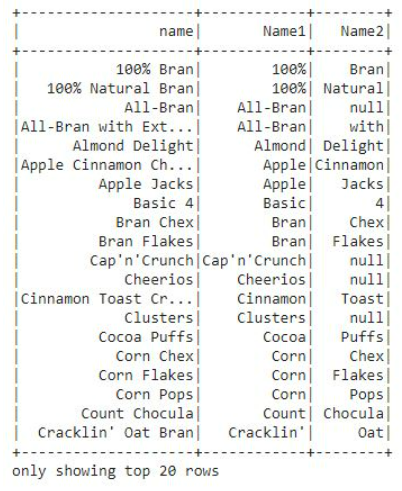 +--------------------+------------+--------+
|                name|       Name1|   Name2|
+--------------------+------------+--------+
|           100% Bran|        100%|    Bran|
|   100% Natural Bran|        100%| Natural|
|            All-Bran|    All-Bran|    null|
|All-Bran with Ext...|    All-Bran|    with|
|      Almond Delight|      Almond| Delight|
|Apple Cinnamon Ch...|       Apple|Cinnamon|
|         Apple Jacks|       Apple|   Jacks|
|             Basic 4|       Basic|       4|
|           Bran Chex|        Bran|    Chex|
|         Bran Flakes|        Bran|  Flakes|
|        Cap'n'Crunch|Cap'n'Crunch|    null|
|            Cheerios|    Cheerios|    null|
|Cinnamon Toast Cr...|    Cinnamon|   Toast|
|            Clusters|    Clusters|    null|
|         Cocoa Puffs|       Cocoa|   Puffs|
|           Corn Chex|        Corn|    Chex|
|         Corn Flakes|        Corn|  Flakes|
|           Corn Pops|        Corn|    Pops|
|       Count Chocula|       Count| Chocula|
|  Cracklin' Oat Bran|   Cracklin'|     Oat|
+--------------------+------------+--------+
only showing top 20 rows